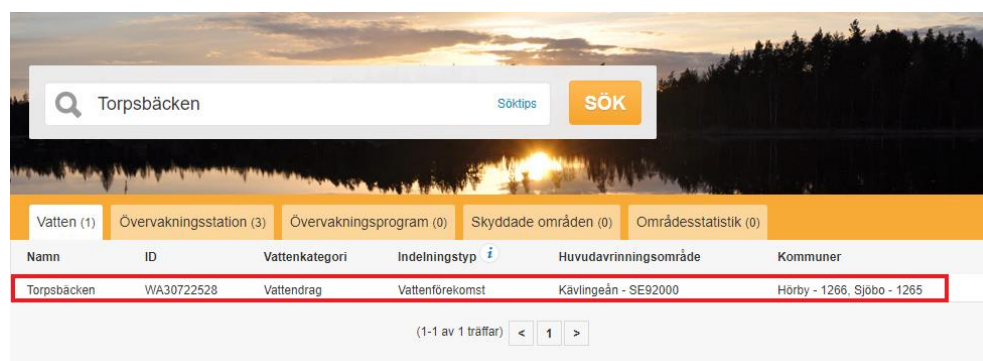 Torpsbäcken Söktips SÖK
Vatten (1) Övervakningsstation (3) Övervakningsprogram (0) Skyddade områden (0) Områdesstatistik (0)
Namn ID Vattenkategori Indelningstyp i Huvudavrinningsområde Kommuner
Torpsbäcken WA30722528 Vattendrag Vattenförekomst Kävlingeån - SE92000 Hörby - 1266, Sjöbo - 1265
(1-1 av 1 träffar) < 1 >